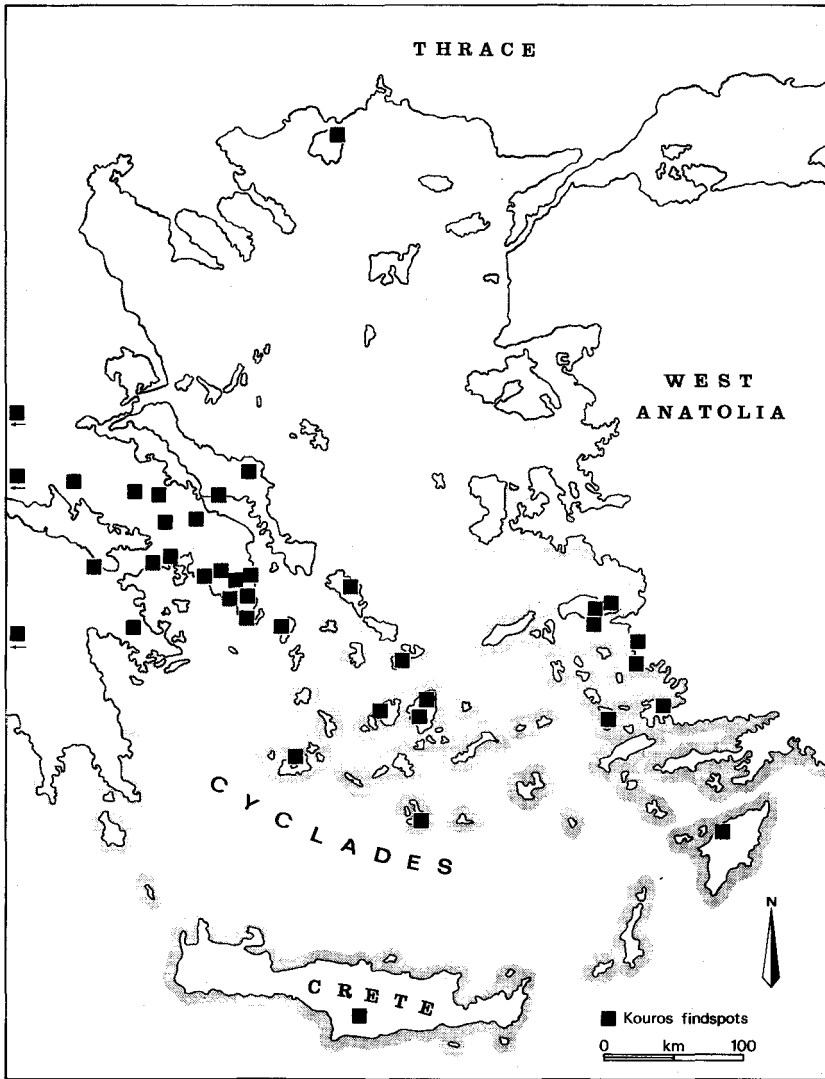 THRACE
WEST
ANATOLIA
CYCLADES
N
CRETE
Kouros findspots
0 km 100